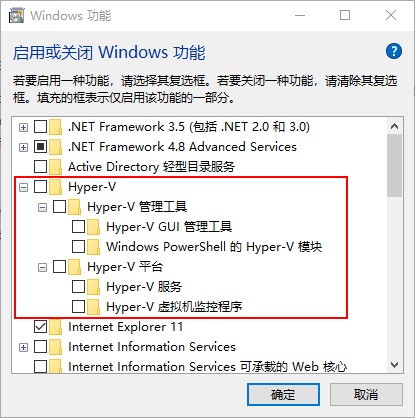 Windows 功能
启用或关闭 Windows 功能
若要启用一种功能，请选择其复选框。若要关闭一种功能，请清除其复选
框。填充的框表示仅启用该功能的一部分。
.NET Framework 3.5 (包括 .NET 2.0 和 3.0)
.NET Framework 4.8 Advanced Services
Active Directory 轻型目录服务
Hyper-V
Hyper-V 管理工具
Hyper-V GUI 管理工具
Windows PowerShell 的 Hyper-V 模块
Hyper-V 平台
Hyper-V 服务
Hyper-V 虚拟机监控程序
Internet Explorer 11
Internet Information Services
Internet Information Services 可承载的 Web 核心
确定
取消